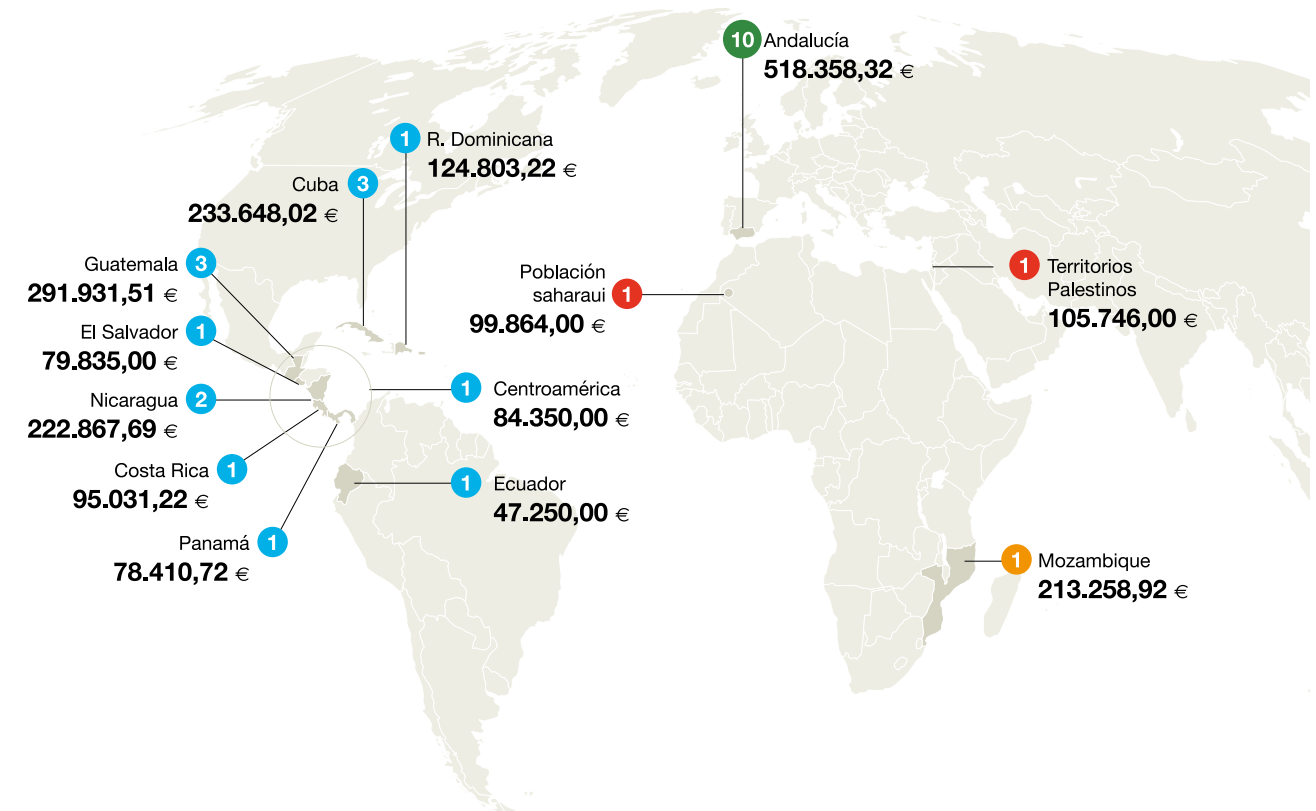 10 Andalucía
518.358,32 €
1 R. Dominicana
124.803,22 €
Cuba 3
233.648,02 €
Guatemala 3
291.931,51 €
El Salvador 1
79.835,00 €
Nicaragua 2
222.867,69 €
Costa Rica 1
95.031,22 €
Panamá 1
78.410,72 €
1 Centroamérica
84.350,00 €
1 Ecuador
47.250,00 €
Población
saharaui 1
99.864,00 €
1 Territorios
Palestinos
105.746,00 €
1 Mozambique
213.258,92 €